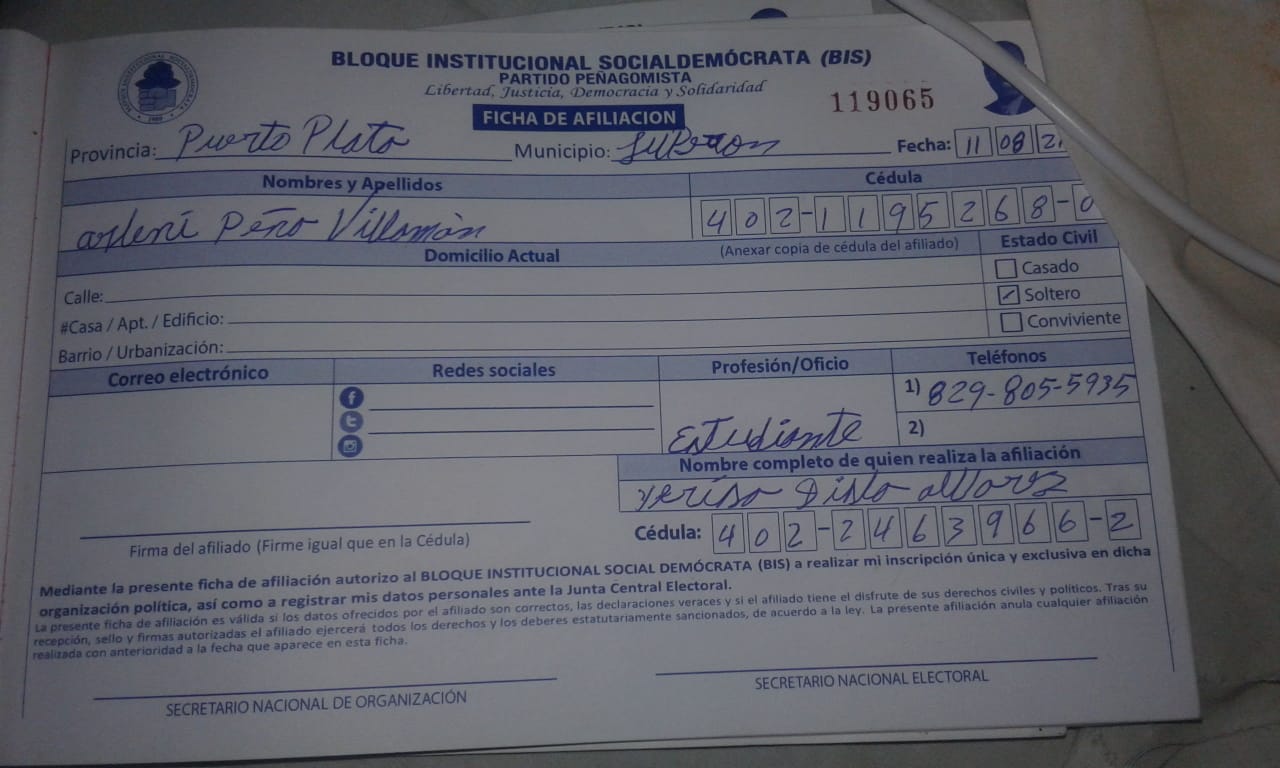 BLOQUE INSTITUCIONAL SOCIALDEMÓCRATA (BIS)
PARTIDO PEÑAGOMISTA
Libertad, Justicia, Democracia y Solidaridad
119065
FICHA DE AFILIACION
Provincia: Puerto Plata Municipio: Fecha: 11 08 2
Nombres y Apellidos Cédula
arleni Peño Villamàn 402-1195268-0
Domicilio Actual (Anexar copia de cédula del afiliado) Estado Civil
Calle: Casado
#Casa / Apt. / Edificio: Soltero
Barrio / Urbanización: Conviviente
Correo electrónico Redes sociales Profesión/Oficio Teléfonos
1) 829-805-5935
Estudiante 2)
Nombre completo de quien realiza la afiliación
Cédula: 402-2463966-2
Firma del afiliado (Firme igual que en la Cédula)
Mediante la presente ficha de afiliación autorizo al BLOQUE INSTITUCIONAL SOCIAL DEMÓCRATA (BIS) a realizar mi inscripción única y exclusiva en dicha
organización política, así como a registrar mis datos personales ante la Junta Central Electoral.
La presente ficha de afiliación es válida si los datos ofrecidos por el afiliado son correctos, las declaraciones veraces y si el afiliado tiene el disfrute de sus derechos civiles y políticos. Tras su
recepción, sello y firmas autorizadas el afiliado ejercerá todos los derechos y los deberes estatutariamente sancionados, de acuerdo a la ley. La presente afiliación anula cualquier afiliación
realizada con anterioridad a la fecha que aparece en esta ficha.
SECRETARIO NACIONAL DE ORGANIZACIÓN SECRETARIO NACIONAL ELECTORAL